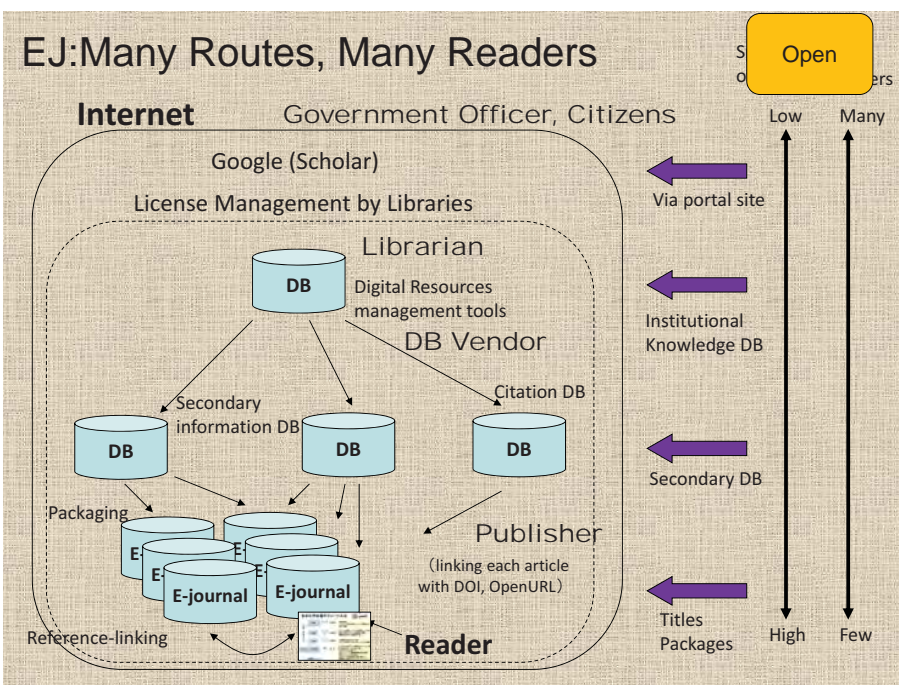 EJ:Many Routes, Many Readers
Open
Internet
Government Officer, Citizens
Low
Many
Google (Scholar)
Via portal site
License Management by Libraries
Librarian
DB
Digital Resources
management tools
Institutional
Knowledge DB
DB Vendor
Citation DB
Secondary
information DB
DB
DB
DB
Secondary DB
Packaging
Publisher
(linking each article
with DOI, OpenURL)
E-
E-
E-
E-
E-journal
E-journal
Titles
Packages
High
Few
Reference-linking
Reader